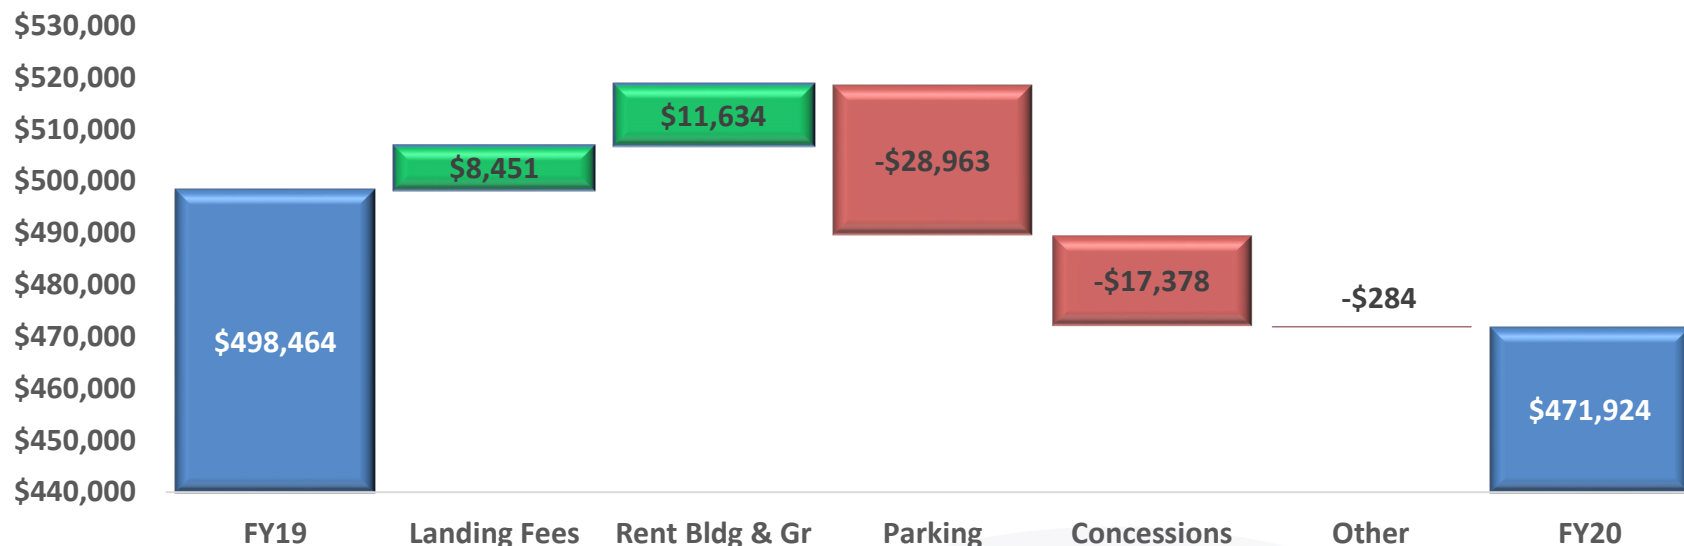 $530,000
$520,000
$510,000
$500,000
$490,000
$480,000
$470,000
$460,000
$450,000
$440,000
$498,464
$8,451
$11,634
-$28,963
-$17,378
-$284
$471,924
FY19
Landing Fees
Rent Bldg & Gr
Parking
Concessions
Other
FY20